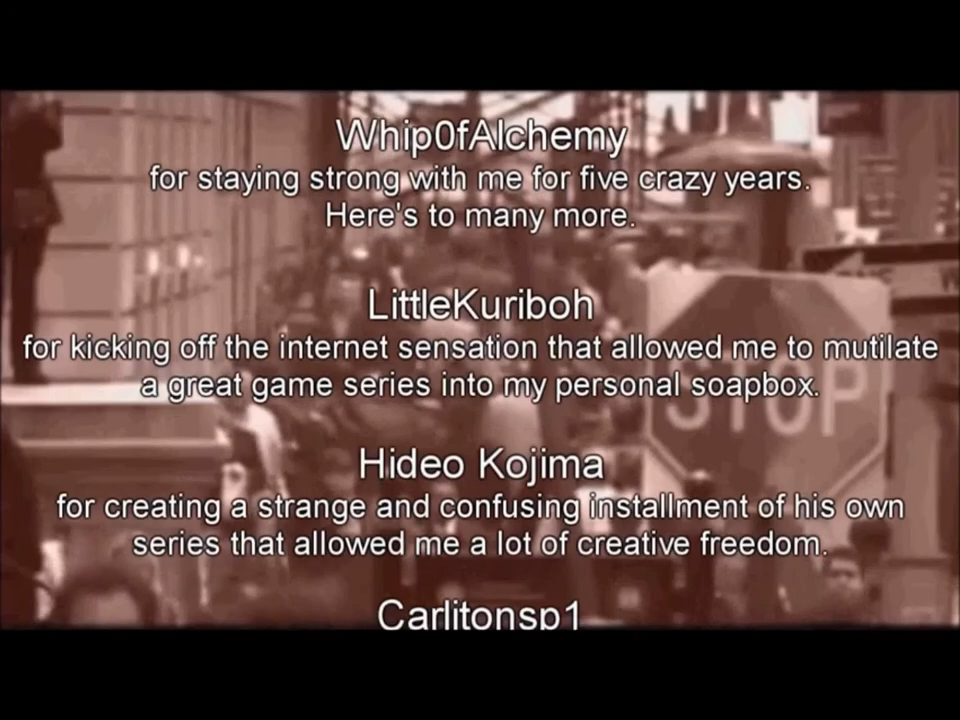 Whip0fAlchemy
for staying strong with me for five crazy years.
Here's to many more.
LittleKuriboh
for kicking off the internet sensation that allowed me to mutilate
a great game series into my personal soapbox.
STOP
Hideo Kojima
for creating a strange and confusing installment of his own
series that allowed me a lot of creative freedom.
Carlitonsp1